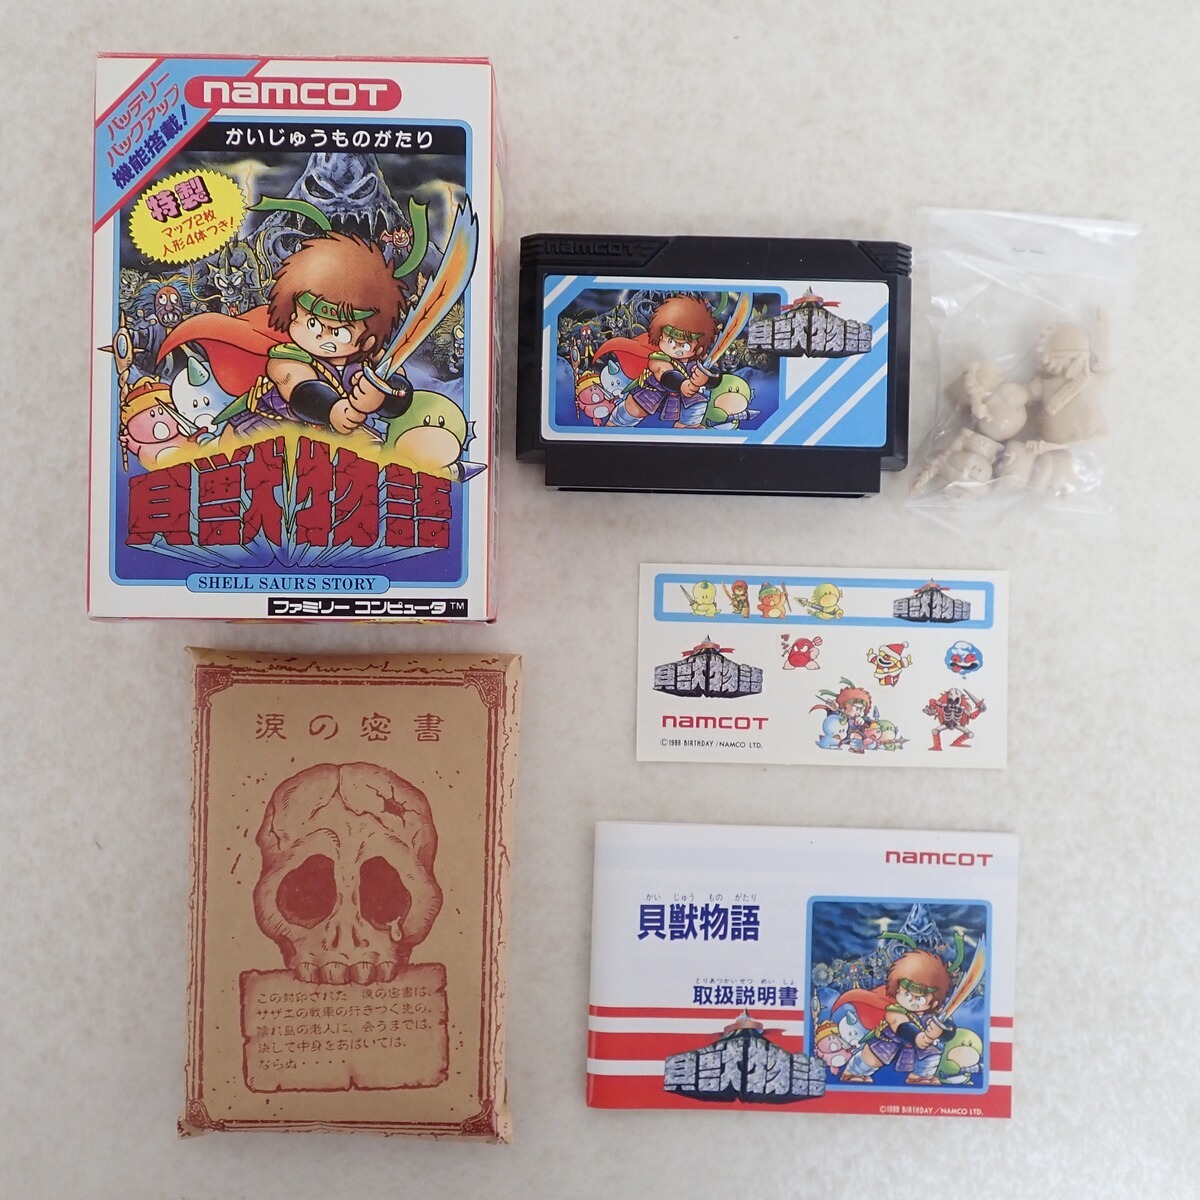 バッテリー
バックアップ
機能搭載!
namcot
かいじゅうものがたり
特製
マップ2枚
人形4体つき!
貝獣物語
SHELL SAURS STORY
ファミリー コンピュータ™
namcot
貝獣物語
貝獣物語
貝獣物語
namcot
©1988 BIRTHDAY/NAMCO LTD.
涙の密書
この封印された 涙の密書は、
サザエの戦車の行きつく先の。
隠れ島の老人に、会うまでは、
決して中身をあばいては、
ならぬ・・・・・
namcot
かい じゅう もの がたり
貝獣物語
とりあつかいせつ めい しょ
取扱説明書
貝獣物語
©1988 BIRTHDAY/NAMCO LTD.